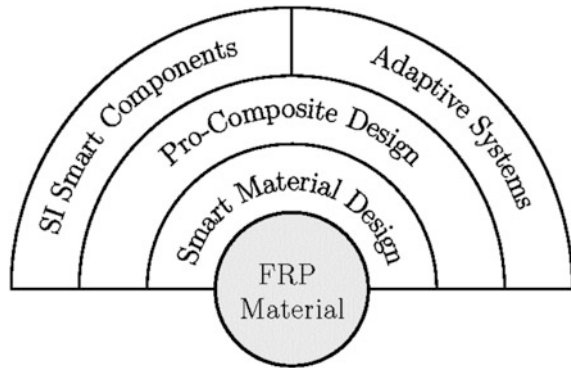 SI Smart Components
Adaptive Systems
Pro-Composite Design
Smart Material Design
FRP
Material